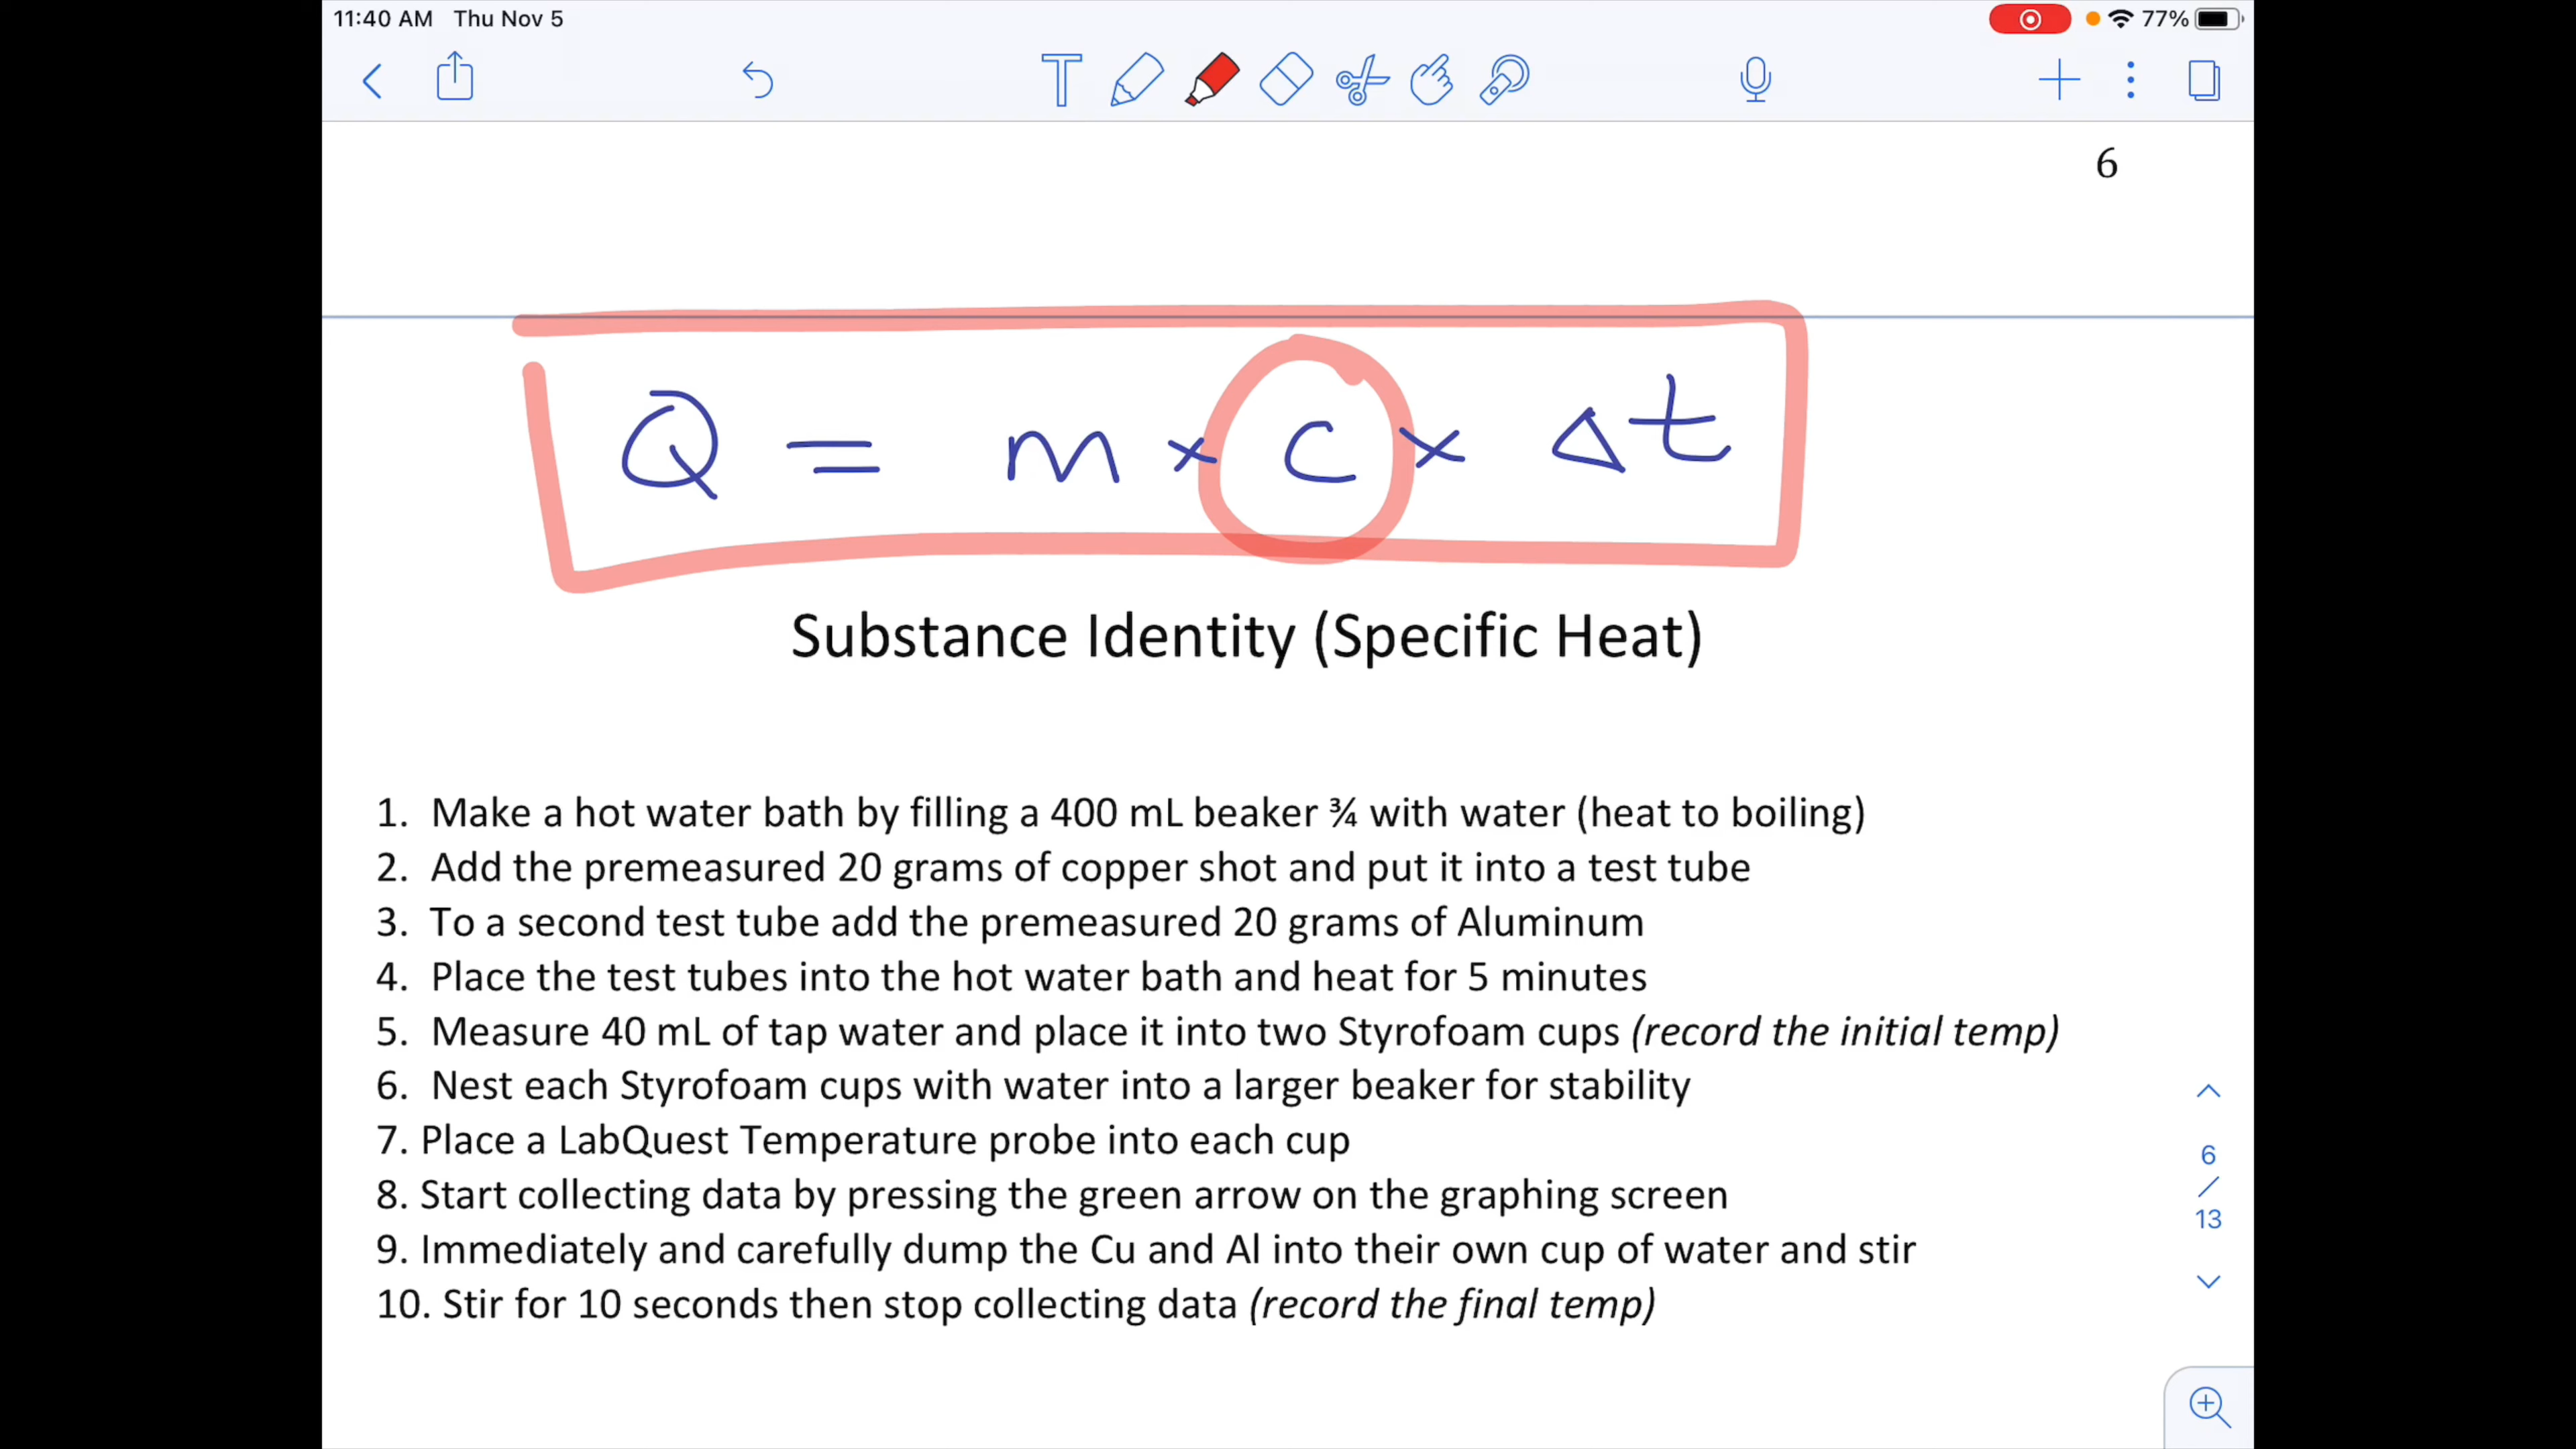 11:40 AM Thu Nov 5 77%
T
6
Q = m × c × Δt
Substance Identity (Specific Heat)
1. Make a hot water bath by filling a 400 mL beaker ¾ with water (heat to boiling)
2. Add the premeasured 20 grams of copper shot and put it into a test tube
3. To a second test tube add the premeasured 20 grams of Aluminum
4. Place the test tubes into the hot water bath and heat for 5 minutes
5. Measure 40 mL of tap water and place it into two Styrofoam cups (record the initial temp)
6. Nest each Styrofoam cups with water into a larger beaker for stability
7. Place a LabQuest Temperature probe into each cup
8. Start collecting data by pressing the green arrow on the graphing screen
9. Immediately and carefully dump the Cu and Al into their own cup of water and stir
10. Stir for 10 seconds then stop collecting data (record the final temp)
6
/
13